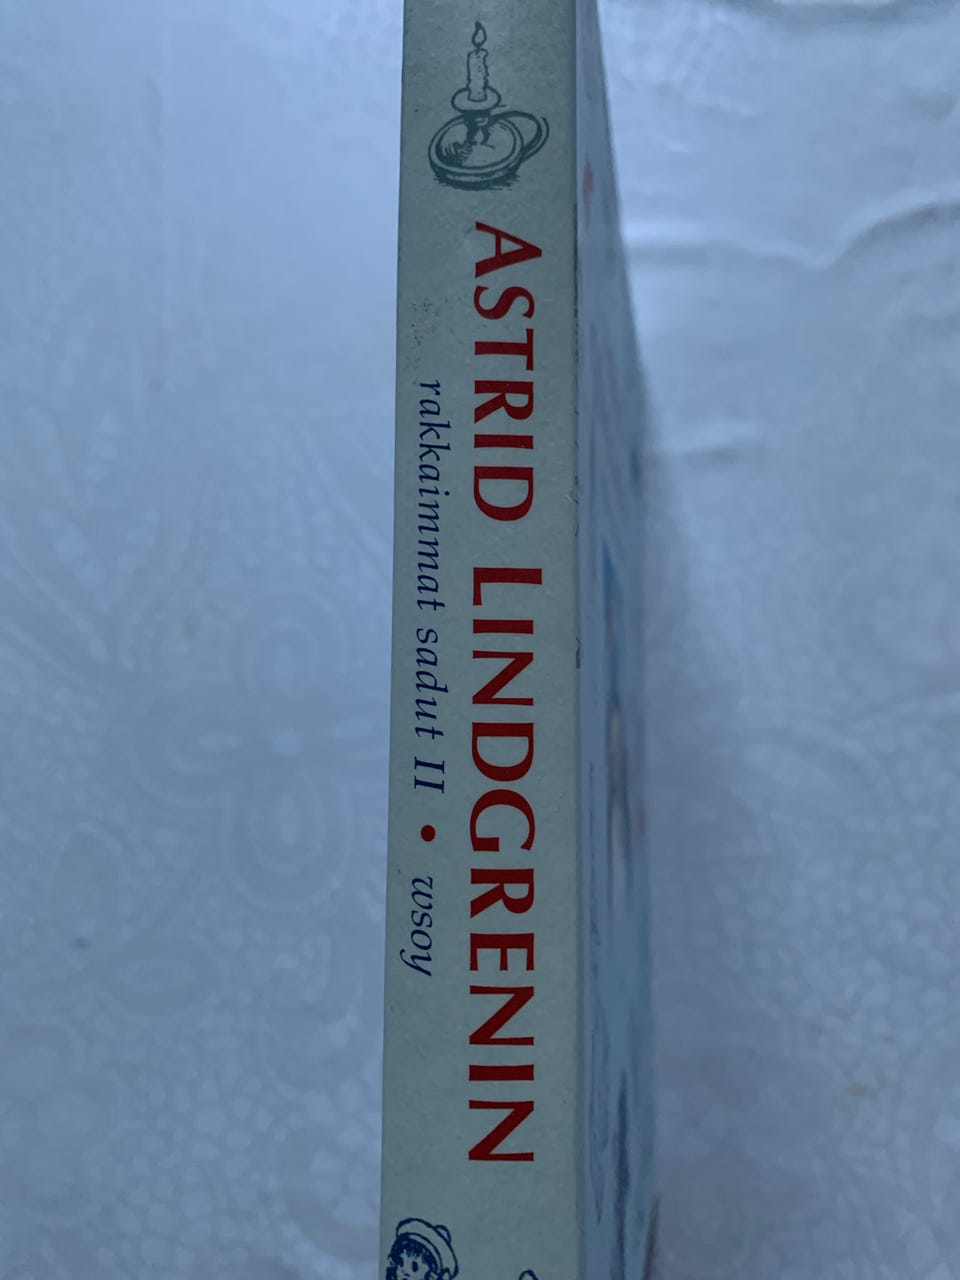 ASTRID LINDGRENIN
rakkaimmat sadut II • wsoy